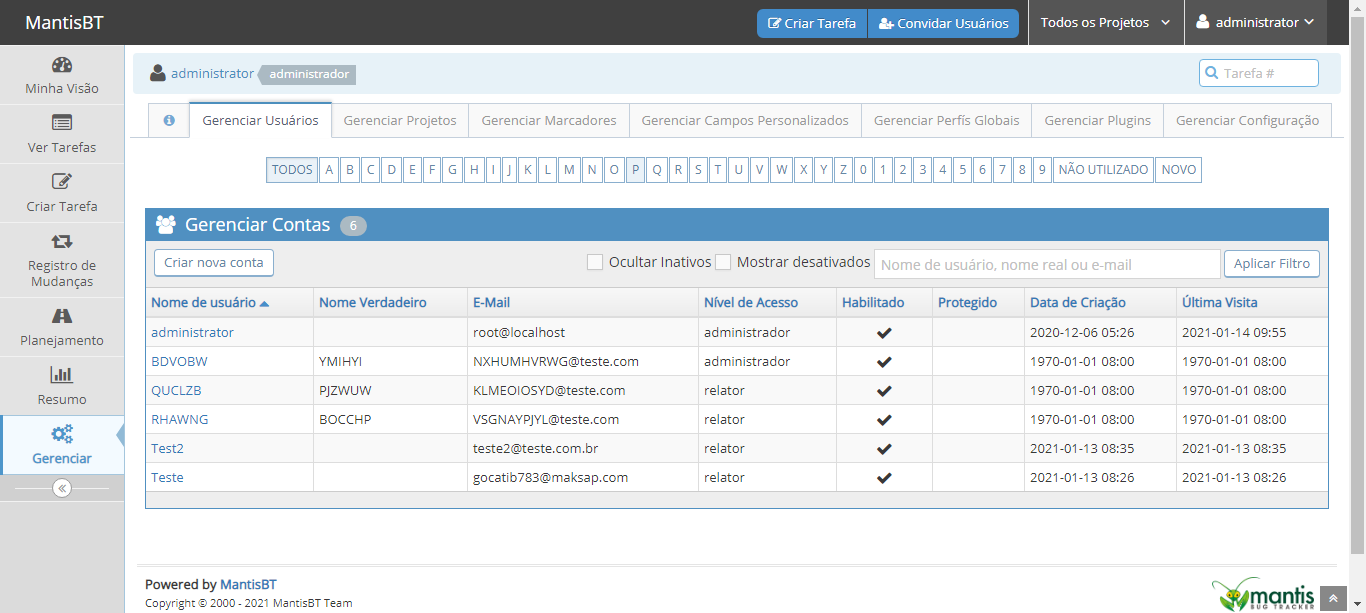 MantisBT
Criar Tarefa
Convidar Usuários
Todos os Projetos
administrator
Minha Visão
Ver Tarefas
Criar Tarefa
Registro de
Mudanças
Planejamento
Resumo
Gerenciar
administrator administrador
Tarefa #
Gerenciar Usuários Gerenciar Projetos Gerenciar Marcadores Gerenciar Campos Personalizados Gerenciar Perfís Globais Gerenciar Plugins Gerenciar Configuração
TODOS A B C D E F G H I J K L M N O P Q R S T U V W X Y Z 0 1 2 3 4 5 6 7 8 9 NÃO UTILIZADO NOVO
Gerenciar Contas 6
Criar nova conta Ocultar Inativos Mostrar desativados Nome de usuário, nome real ou e-mail Aplicar Filtro
Nome de usuário Nome Verdadeiro E-Mail Nível de Acesso Habilitado Protegido Data de Criação Última Visita
administrator root@localhost administrador 2020-12-06 05:26 2021-01-14 09:55
BDVOBW YMIHYI NXHUMHVRWG@teste.com administrador 1970-01-01 08:00 1970-01-01 08:00
QUCLZB PJZWUW KLMEOIOSYD@teste.com relator 1970-01-01 08:00 1970-01-01 08:00
RHAWNG BOCCHP VSGNAYPJYL@teste.com relator 1970-01-01 08:00 1970-01-01 08:00
Test2 teste2@teste.com.br relator 2021-01-13 08:35 2021-01-13 08:35
Teste gocatib783@maksap.com relator 2021-01-13 08:26 2021-01-13 08:26
Powered by MantisBT
Copyright © 2000 - 2021 MantisBT Team
mantis
BUG TRACKER